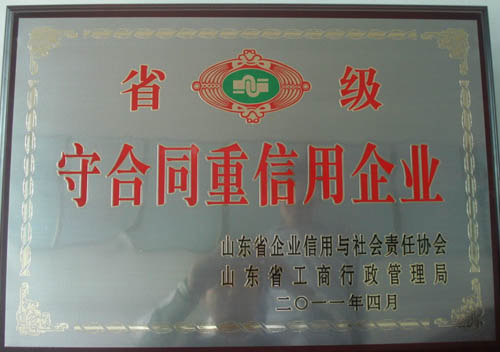 省 级
守合同重信用企业
山东省企业信用与社会责任协会
山东省工商行政管理局
二〇一一年四月